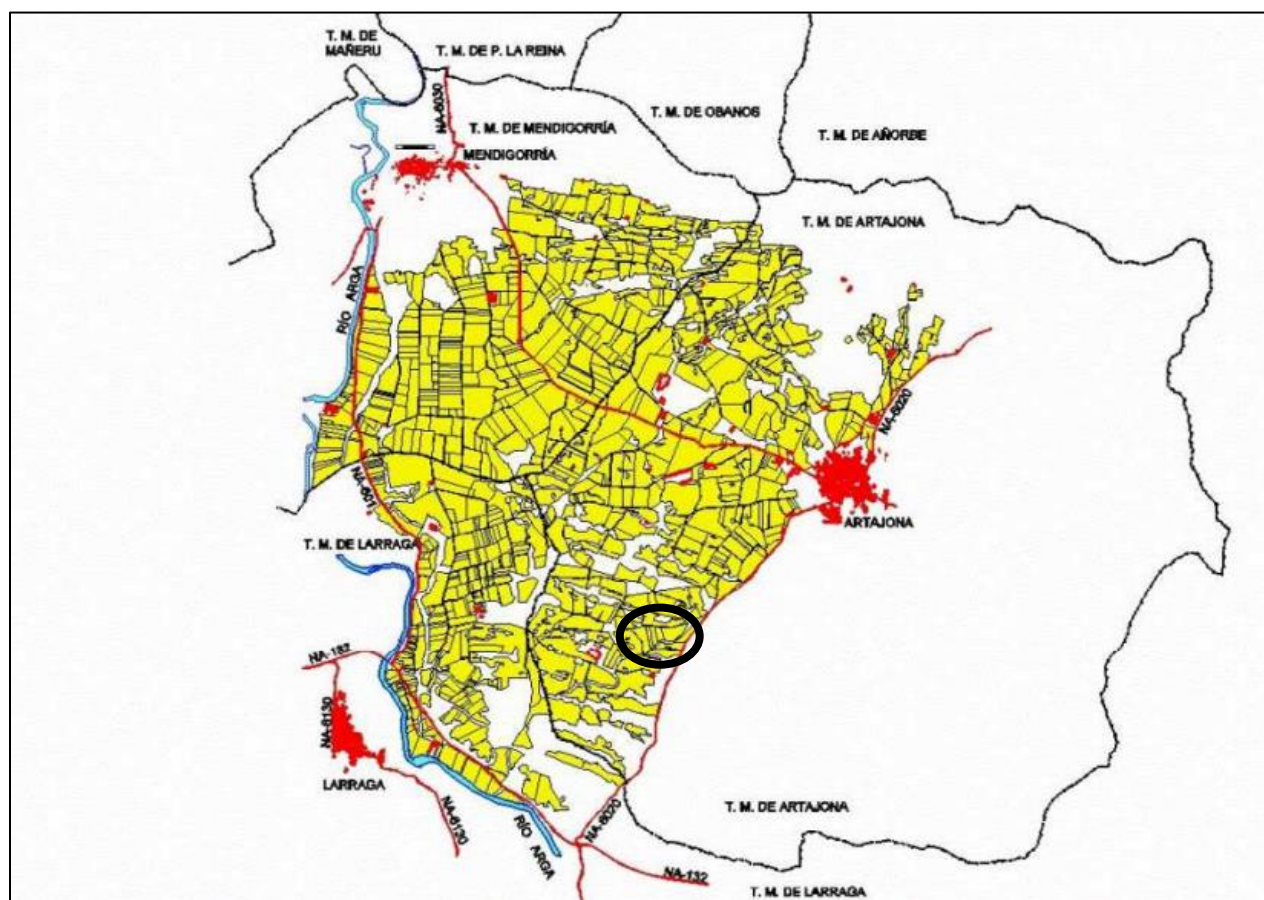 T. M. DE
MAÑERU
T. M. DE P. LA REINA
T. M. DE OBANOS
T. M. DE AÑORBE
NA-6030
T. M. DE MENDIGORRÍA
MENDIGORRÍA
T. M. DE ARTAJONA
RÍO ARGA
NA-6020
NA-601
ARTAJONA
T. M. DE LARRAGA
NA-132
NA-6130
LARRAGA
NA-6130
RÍO ARGA
NA-6020
T. M. DE ARTAJONA
NA-132
T. M. DE LARRAGA